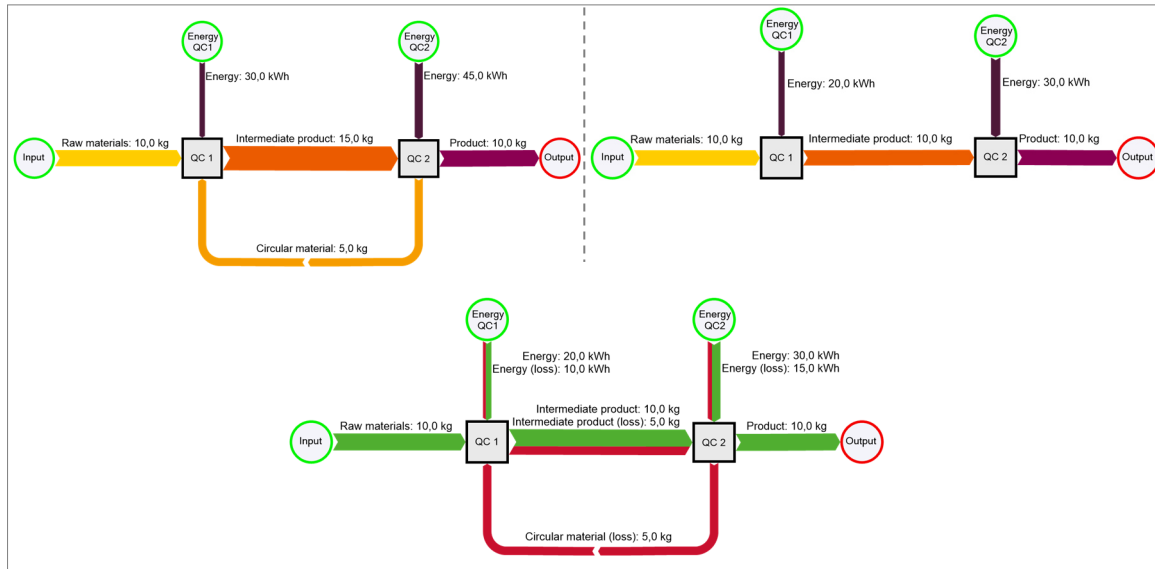 Energy
QC1
Energy
QC2
Energy: 30,0 kWh
Energy: 45,0 kWh
Input
Raw materials: 10,0 kg
QC 1
Intermediate product: 15,0 kg
QC 2
Product: 10,0 kg
Output
Circular material: 5,0 kg
Energy
QC1
Energy
QC2
Energy: 20,0 kWh
Energy: 30,0 kWh
Input
Raw materials: 10,0 kg
QC 1
Intermediate product: 10,0 kg
QC 2
Product: 10,0 kg
Output
Energy
QC1
Energy
QC2
Energy: 20,0 kWh
Energy (loss): 10,0 kWh
Energy: 30,0 kWh
Energy (loss): 15,0 kWh
Input
Raw materials: 10,0 kg
QC 1
Intermediate product: 10,0 kg
Intermediate product (loss): 5,0 kg
QC 2
Product: 10,0 kg
Output
Circular material (loss): 5,0 kg